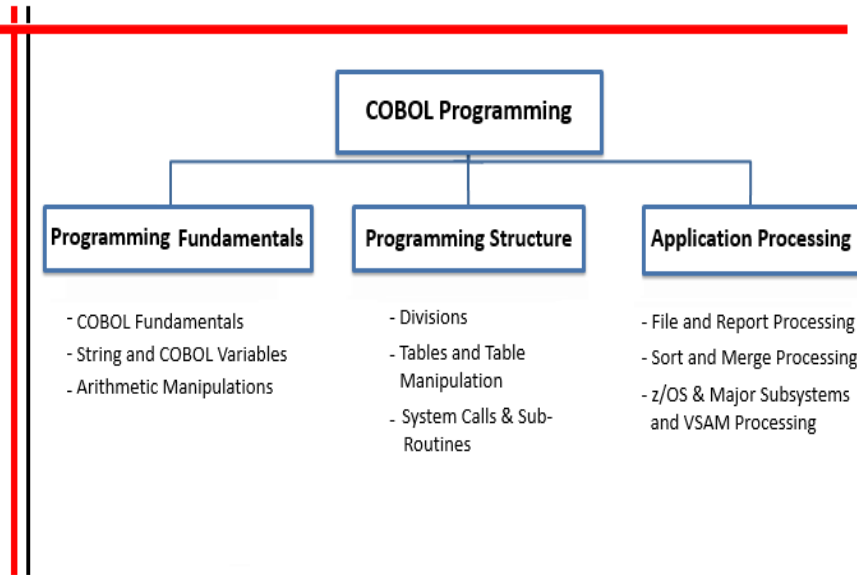 COBOL Programming
Programming Fundamentals
- COBOL Fundamentals
- String and COBOL Variables
- Arithmetic Manipulations
Programming Structure
- Divisions
- Tables and Table
Manipulation
- System Calls & Sub-
Routines
Application Processing
- File and Report Processing
- Sort and Merge Processing
- z/OS & Major Subsystems
and VSAM Processing